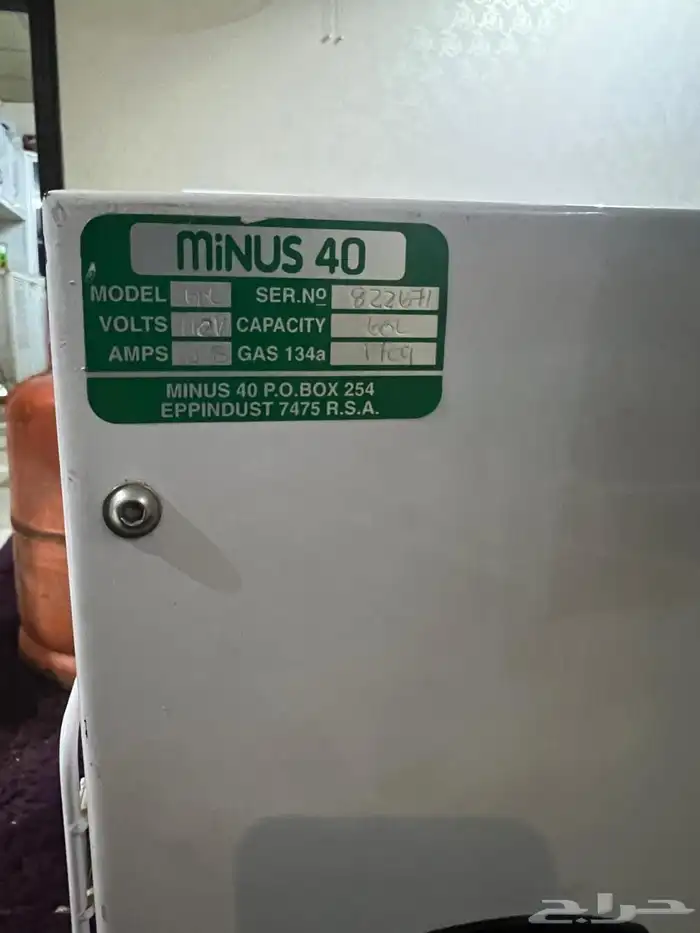 MiNUS 40
MODEL SER.Nº 822671
VOLTS CAPACITY 60L
AMPS GAS 134a 170g
MINUS 40 P.O.BOX 254
EPPINDUST 7475 R.S.A.
حراج